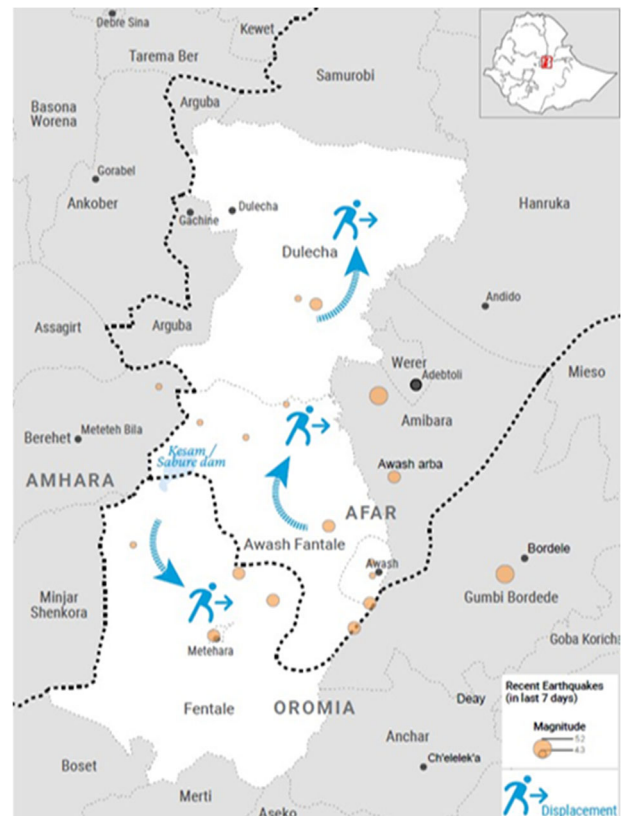 Debre Sina
Kewet
Tarema Ber
Samurobi
Arguba
Basona
Worena
Gorabel
Ankober
Dulecha
Gachine
Hanruka
Dulecha
Andido
Assagirt
Arguba
Werer
Adebtoli
Mieso
Amibara
Berehet
Meteteh Bila
Kesam /
Sabure dam
Awash arba
AMHARA
AFAR
Awash Fantale
Bordele
Awash
Minjar
Shenkora
Gumbi Bordede
Goba Korich
Metehara
Fentale
OROMIA
Deay
Recent Earthquakes
(in last 7 days)
Magnitude
5.2
4.3
Anchar
Ch'elelek'a
Boset
Merti
Aseko
Displacement